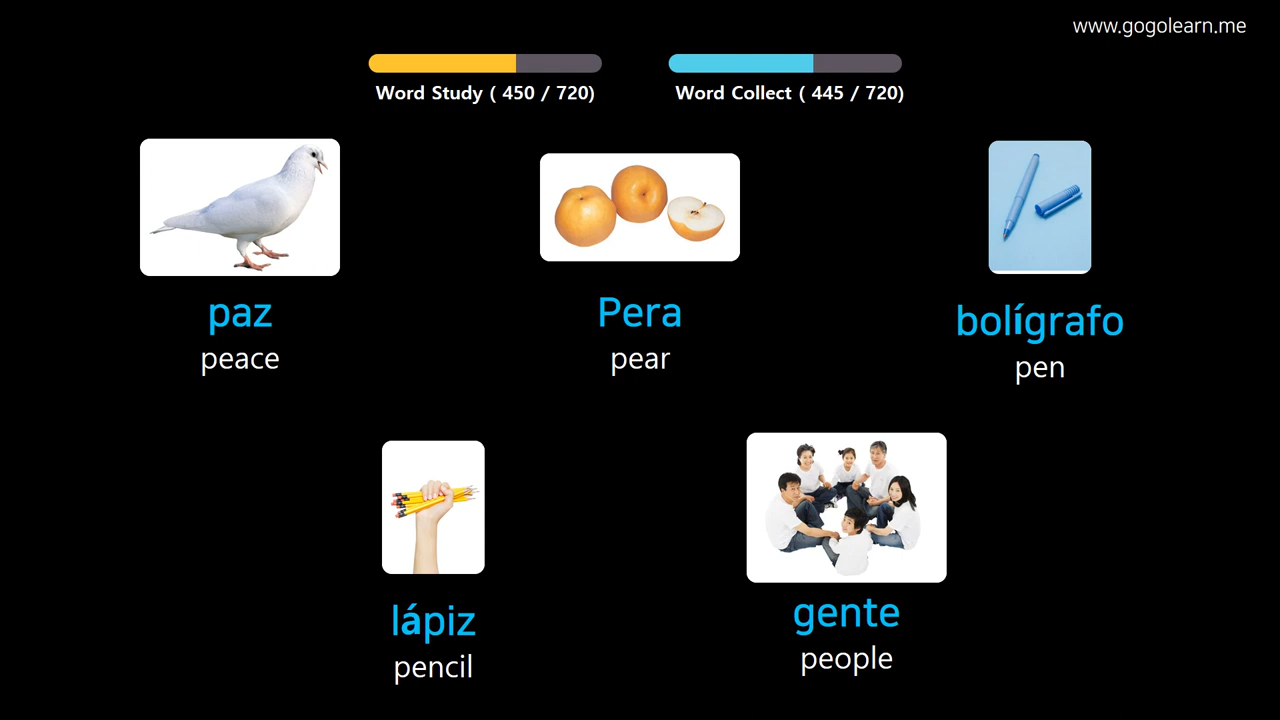 www.gogolearn.me
Word Study ( 450 / 720)
Word Collect ( 445 / 720)
paz
peace
Pera
pear
bolígrafo
pen
lápiz
pencil
gente
people